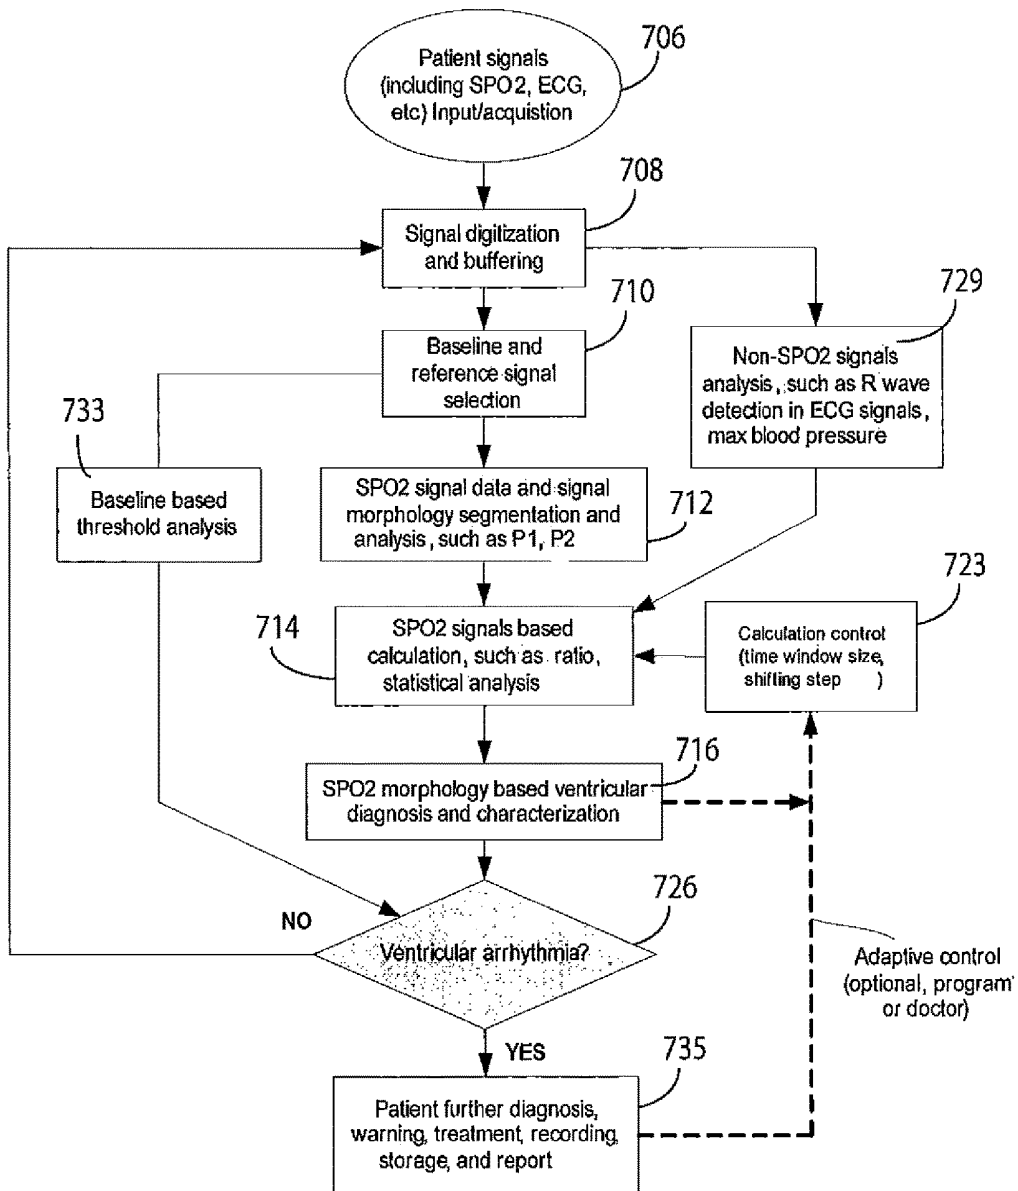 706
Patient signals
(including SPO2, ECG,
etc) Input/acquistion
708
Signal digitization
and buffering
710
729
Baseline and
reference signal
selection
Non-SPO2 signals
analysis, such as R wave
detection in ECG signals,
max blood pressure
733
Baseline based
threshold analysis
SPO2 signal data and signal
morphology segmentation and
analysis, such as P1, P2
712
723
714
SPO2 signals based
calculation, such as ratio,
statistical analysis
Calculation control
(time window size,
shifting step )
716
SPO2 morphology based ventricular
diagnosis and characterization
726
NO
Ventricular arrhythmia?
Adaptive control
(optional, program
or doctor)
YES
735
Patient further diagnosis,
warning, treatment, recording,
storage, and report